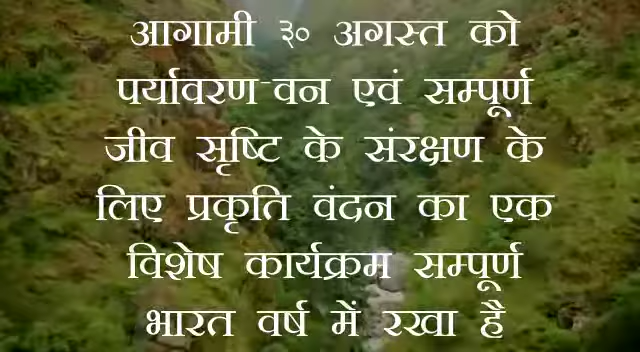 आगामी ३० अगस्त को
पर्यावरण-वन एवं सम्पूर्ण
जीव सृष्टि के संरक्षण के
लिए प्रकृति वंदन का एक
विशेष कार्यक्रम सम्पूर्ण
भारत वर्ष में रखा है